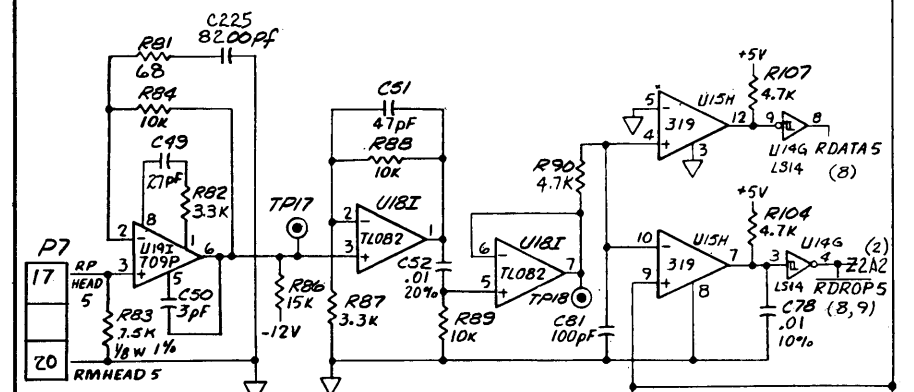 C225
8200pf
R81
68
R84
10K
C49
27pF
R82
3.3K
8
1
2
U19I
709P
6
3
5
C50
3pF
P7
17
20
RP
HEAD
5
R83
7.5K
1/8W 1%
RMHEAD 5
TP17
R86
15K
-12V
C51
47pF
R88
10K
U18I
2
TL082
1
3
R87
3.3K
C52
.01
20%
R89
10K
U18I
6
TL082
7
5
TP18
R90
4.7K
C81
100pF
+5V
R107
4.7K
5
U15H
319
12
4
3
9
8
U14G
LS14
RDATA5
(8)
+5V
R104
4.7K
10
U15H
319
7
9
8
3
4
U14G
LS14
(2)
Z2A2
RDROP5
(8,9)
C78
.01
10%